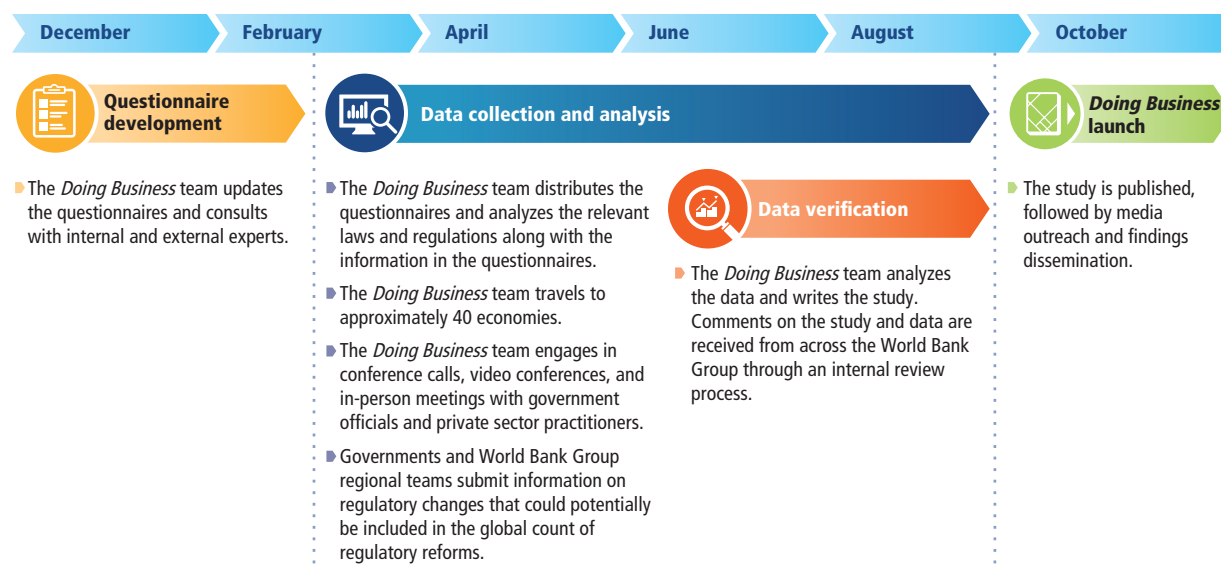 December
February
April
June
August
October
Questionnaire
development
The Doing Business team updates
the questionnaires and consults
with internal and external experts.
Data collection and analysis
The Doing Business team distributes the
questionnaires and analyzes the relevant
laws and regulations along with the
information in the questionnaires.
The Doing Business team travels to
approximately 40 economies.
The Doing Business team engages in
conference calls, video conferences, and
in-person meetings with government
officials and private sector practitioners.
Governments and World Bank Group
regional teams submit information on
regulatory changes that could potentially
be included in the global count of
regulatory reforms.
Data verification
The Doing Business team analyzes
the data and writes the study.
Comments on the study and data are
received from across the World Bank
Group through an internal review
process.
Doing Business
launch
The study is published,
followed by media
outreach and findings
dissemination.